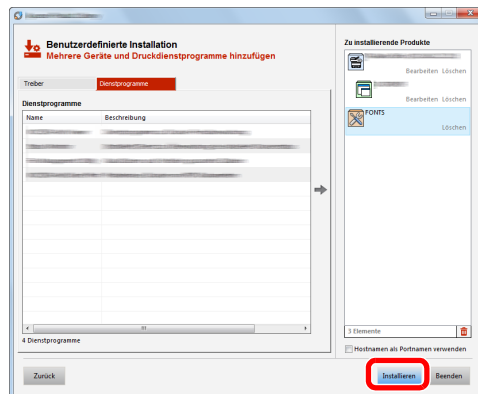 Benutzerdefinierte Installation
Mehrere Geräte und Druckdienstprogramme hinzufügen
Treiber
Dienstprogramme
Dienstprogramme
Name Beschreibung
4 Dienstprogramme
Zu installierende Produkte
Bearbeiten Löschen
Bearbeiten Löschen
FONTS
Löschen
3 Elemente
Hostnamen als Portnamen verwenden
Zurück
Installieren
Beenden